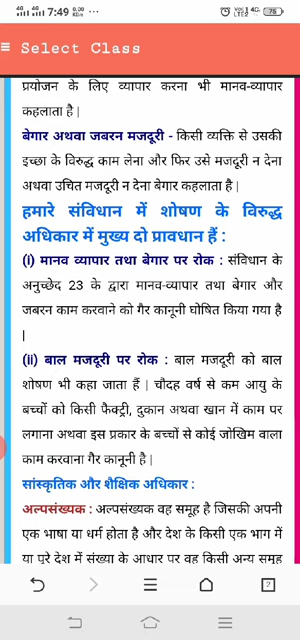 7:49
Select Class
प्रयोजन के लिए व्यापार करना भी मानव-व्यापार
कहलाता है |
बेगार अथवा जबरन मजदूरी - किसी व्यक्ति से उसकी
इच्छा के विरुद्ध काम लेना और फिर उसे मजदूरी न देना
अथवा उचित मजदूरी न देना बेगार कहलाता है |
हमारे संविधान में शोषण के विरुद्ध
अधिकार में मुख्य दो प्रावधान हैं :
(i) मानव व्यापार तथा बेगार पर रोक : संविधान के
अनुच्छेद 23 के द्वारा मानव-व्यापार तथा बेगार और
जबरन काम करवाने को गैर कानूनी घोषित किया गया है
|
(ii) बाल मजदूरी पर रोक : बाल मजदूरी को बाल
शोषण भी कहा जाता हैं | चौदह वर्ष से कम आयु के
बच्चों को किसी फैक्ट्री, दुकान अथवा खान में काम पर
लगाना अथवा इस प्रकार के बच्चों से कोई जोखिम वाला
काम करवाना गैर कानूनी है |
सांस्कृतिक और शैक्षिक अधिकार :
अल्पसंख्यक : अल्पसंख्यक वह समूह है जिसकी अपनी
एक भाषा या धर्म होता है और देश के किसी एक भाग में
या पुरे देश में संख्या के आधार पर वह किसी अन्य समूह